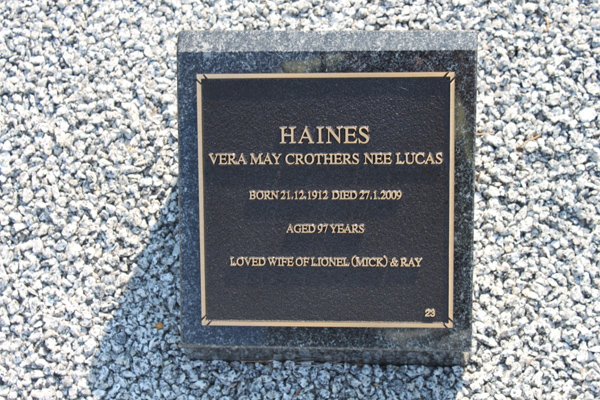 HAINES
VERA MAY CROTHERS NEE LUCAS
BORN 21.12.1912 DIED 27.1.2009
AGED 97 YEARS
LOVED WIFE OF LIONEL (MICK) & RAY
23